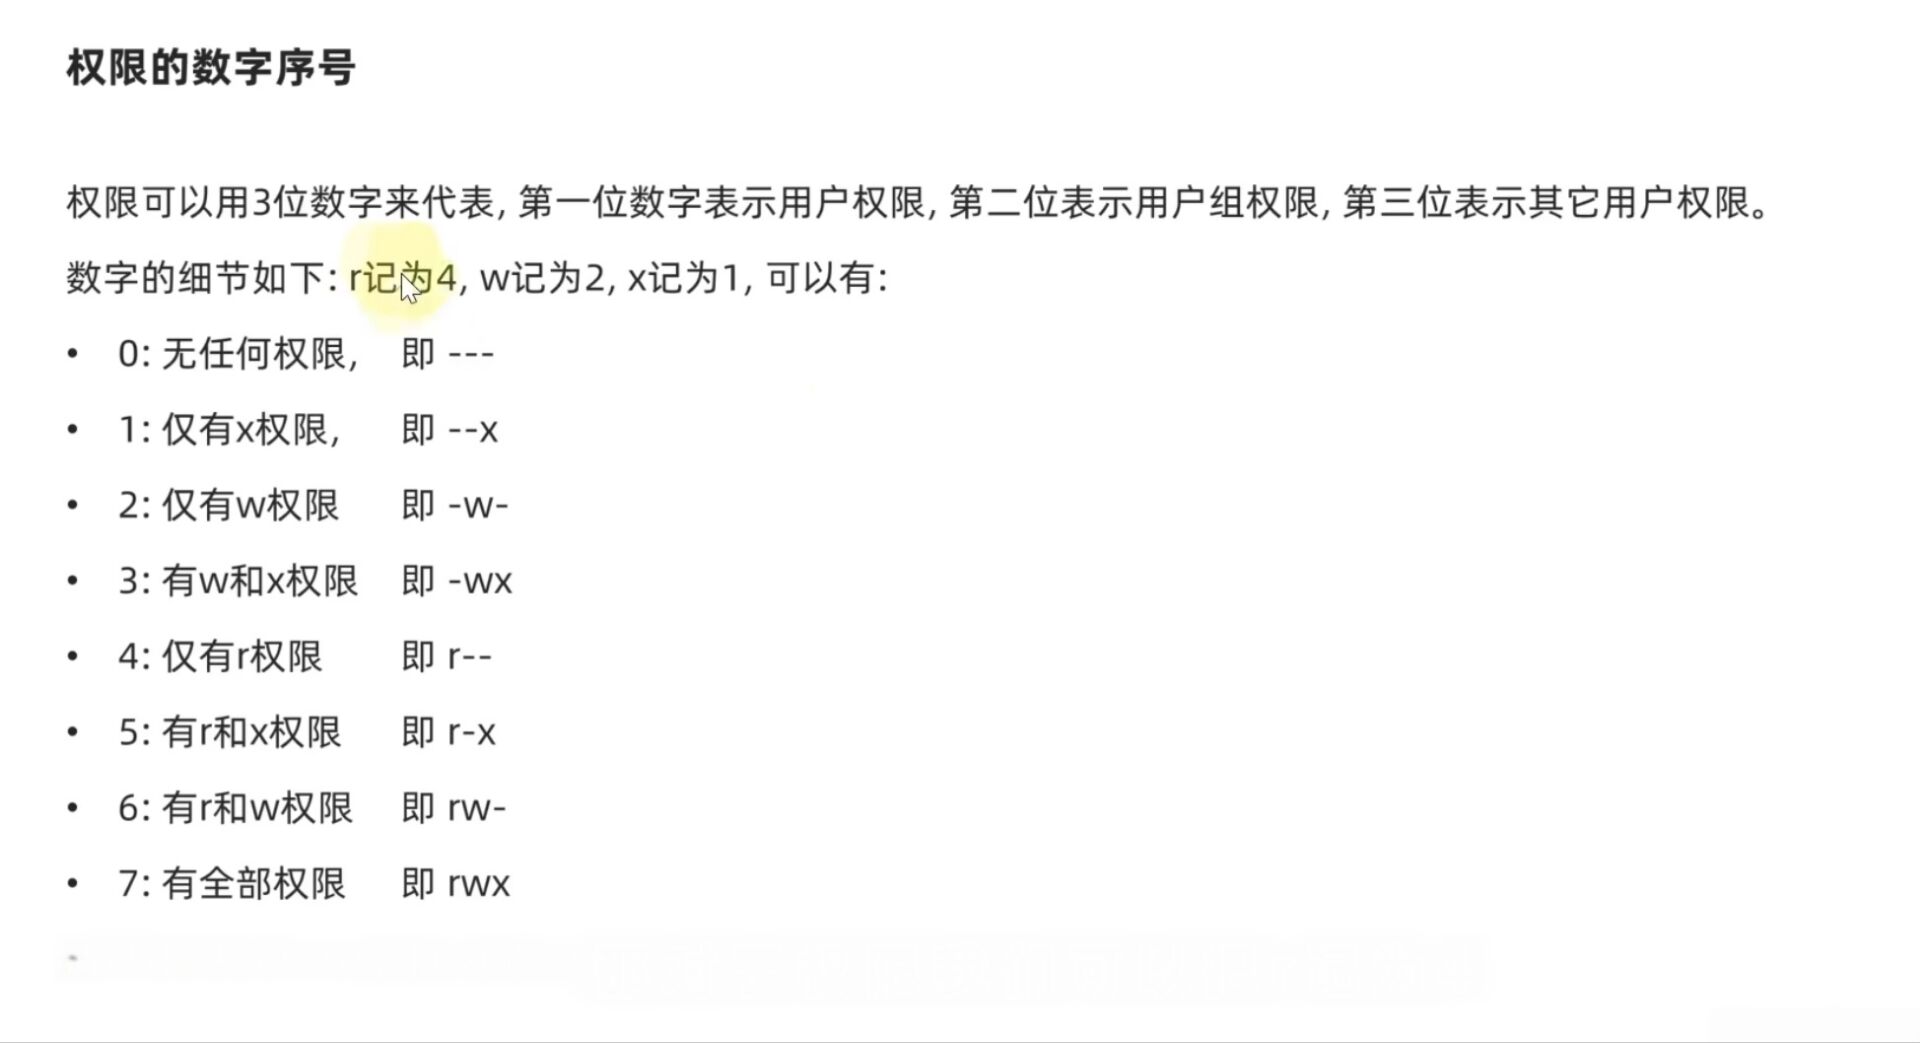 权限的数字序号
权限可以用3位数字来代表, 第一位数字表示用户权限, 第二位表示用户组权限, 第三位表示其它用户权限。
数字的细节如下: r记为4, w记为2, x记为1, 可以有:
• 0: 无任何权限, 即 ---
• 1: 仅有x权限, 即 --x
• 2: 仅有w权限 即 -w-
• 3: 有w和x权限 即 -wx
• 4: 仅有r权限 即 r--
• 5: 有r和x权限 即 r-x
• 6: 有r和w权限 即 rw-
• 7: 有全部权限 即 rwx